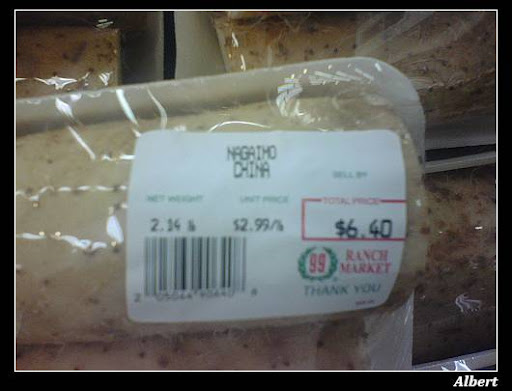 NAGAIMO
CHINA
SELL BY
NET WEIGHT UNIT PRICE TOTAL PRICE
2.14 lb $2.99/lb $6.40
99 RANCH
MARKET
THANK YOU
Albert